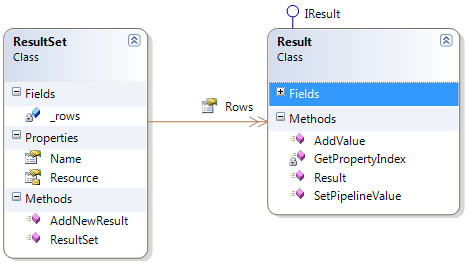 ResultSet
Class
Fields
_rows
Properties
Name
Resource
Methods
AddNewResult
ResultSet
Rows
IResult
Result
Class
Fields
Methods
AddValue
GetPropertyIndex
Result
SetPipelineValue